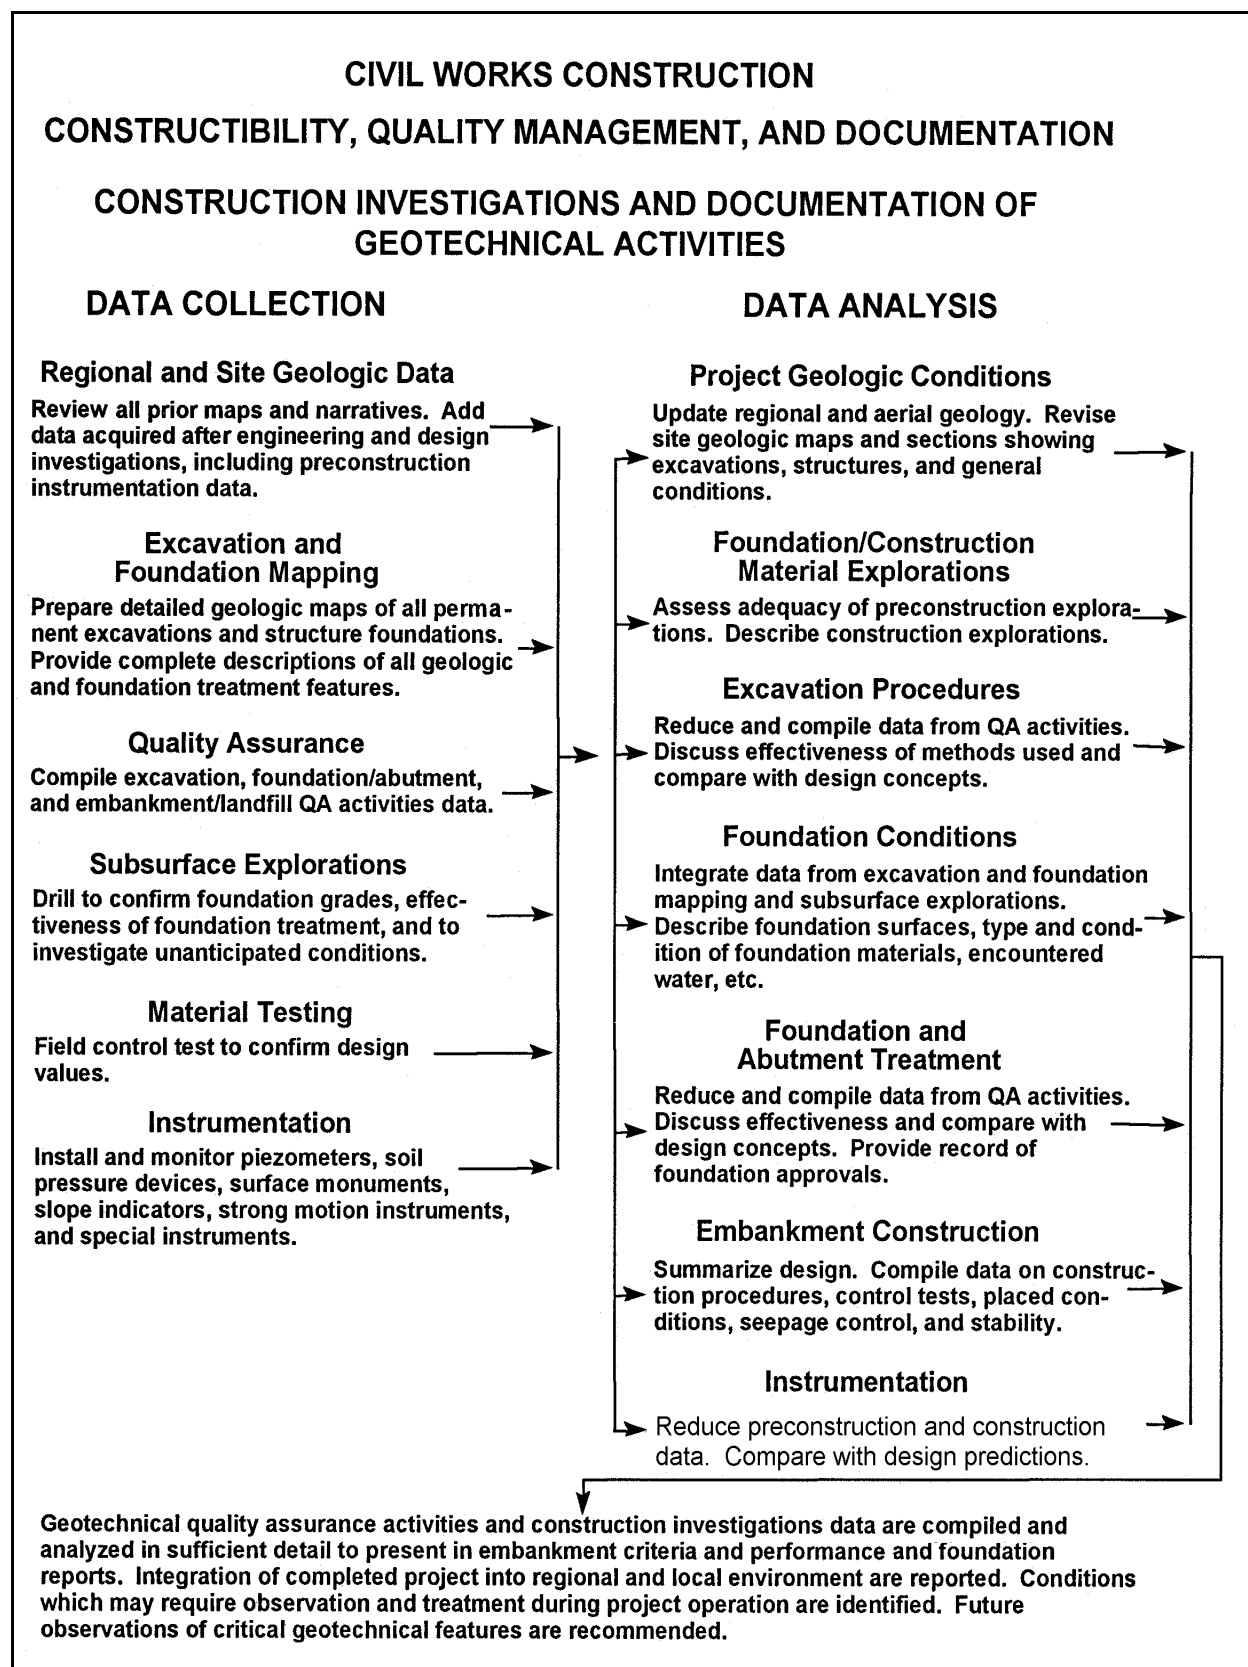 CIVIL WORKS CONSTRUCTION
CONSTRUCTIBILITY, QUALITY MANAGEMENT, AND DOCUMENTATION
CONSTRUCTION INVESTIGATIONS AND DOCUMENTATION OF
GEOTECHNICAL ACTIVITIES
DATA COLLECTION
Regional and Site Geologic Data
Review all prior maps and narratives. Add
data acquired after engineering and design
investigations, including preconstruction
instrumentation data.
Excavation and
Foundation Mapping
Prepare detailed geologic maps of all perma-
nent excavations and structure foundations.
Provide complete descriptions of all geologic
and foundation treatment features.
Quality Assurance
Compile excavation, foundation/abutment,
and embankment/landfill QA activities data.
Subsurface Explorations
Drill to confirm foundation grades, effec-
tiveness of foundation treatment, and to
investigate unanticipated conditions.
Material Testing
Field control test to confirm design
values.
Instrumentation
Install and monitor piezometers, soil
pressure devices, surface monuments,
slope indicators, strong motion instruments,
and special instruments.
DATA ANALYSIS
Project Geologic Conditions
Update regional and aerial geology. Revise
site geologic maps and sections showing
excavations, structures, and general
conditions.
Foundation/Construction
Material Explorations
Assess adequacy of preconstruction explora-
tions. Describe construction explorations.
Excavation Procedures
Reduce and compile data from QA activities.
Discuss effectiveness of methods used and
compare with design concepts.
Foundation Conditions
Integrate data from excavation and foundation
mapping and subsurface explorations.
Describe foundation surfaces, type and cond-
ition of foundation materials, encountered
water, etc.
Foundation and
Abutment Treatment
Reduce and compile data from QA activities.
Discuss effectiveness and compare with
design concepts. Provide record of
foundation approvals.
Embankment Construction
Summarize design. Compile data on construc-
tion procedures, control tests, placed con-
ditions, seepage control, and stability.
Instrumentation
Reduce preconstruction and construction
data. Compare with design predictions.
Geotechnical quality assurance activities and construction investigations data are compiled and
analyzed in sufficient detail to present in embankment criteria and performance and foundation
reports. Integration of completed project into regional and local environment are reported. Conditions
which may require observation and treatment during project operation are identified. Future
observations of critical geotechnical features are recommended.